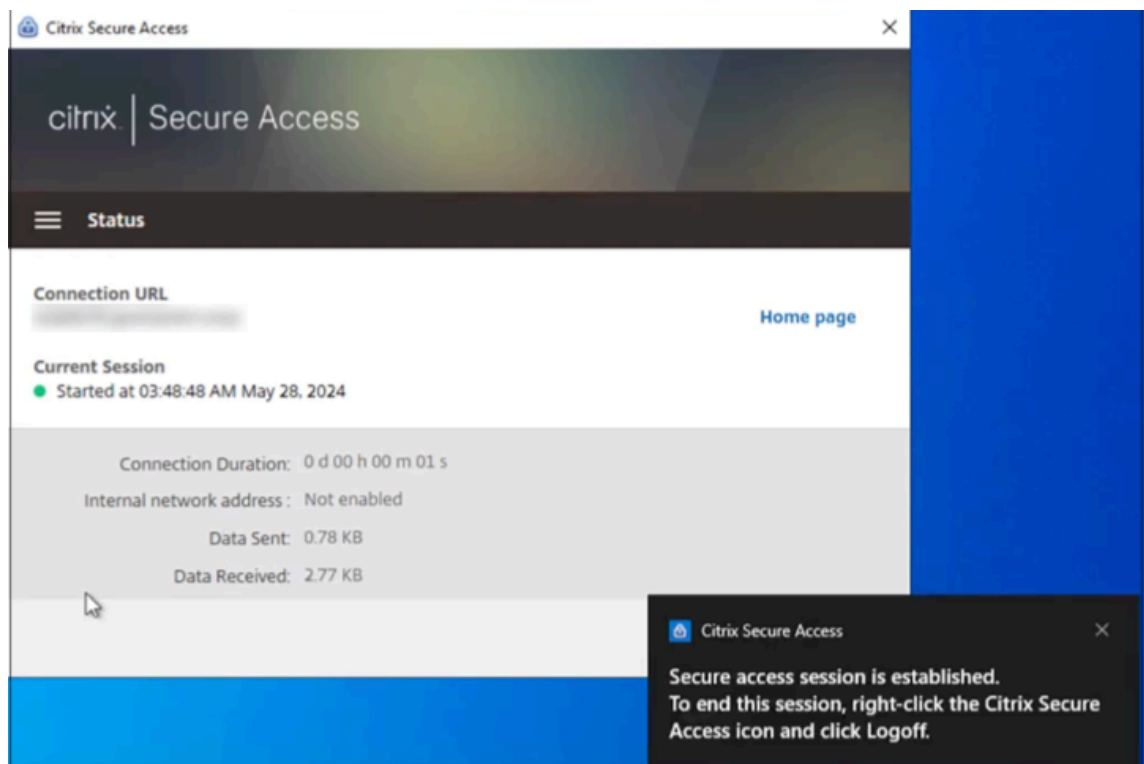 Citrix Secure Access
citrix | Secure Access
Status
Connection URL
Home page
Current Session
Started at 03:48:48 AM May 28, 2024
Connection Duration: 0 d 00 h 00 m 01 s
Internal network address : Not enabled
Data Sent: 0.78 KB
Data Received: 2.77 KB
Citrix Secure Access
Secure access session is established.
To end this session, right-click the Citrix Secure
Access icon and click Logoff.